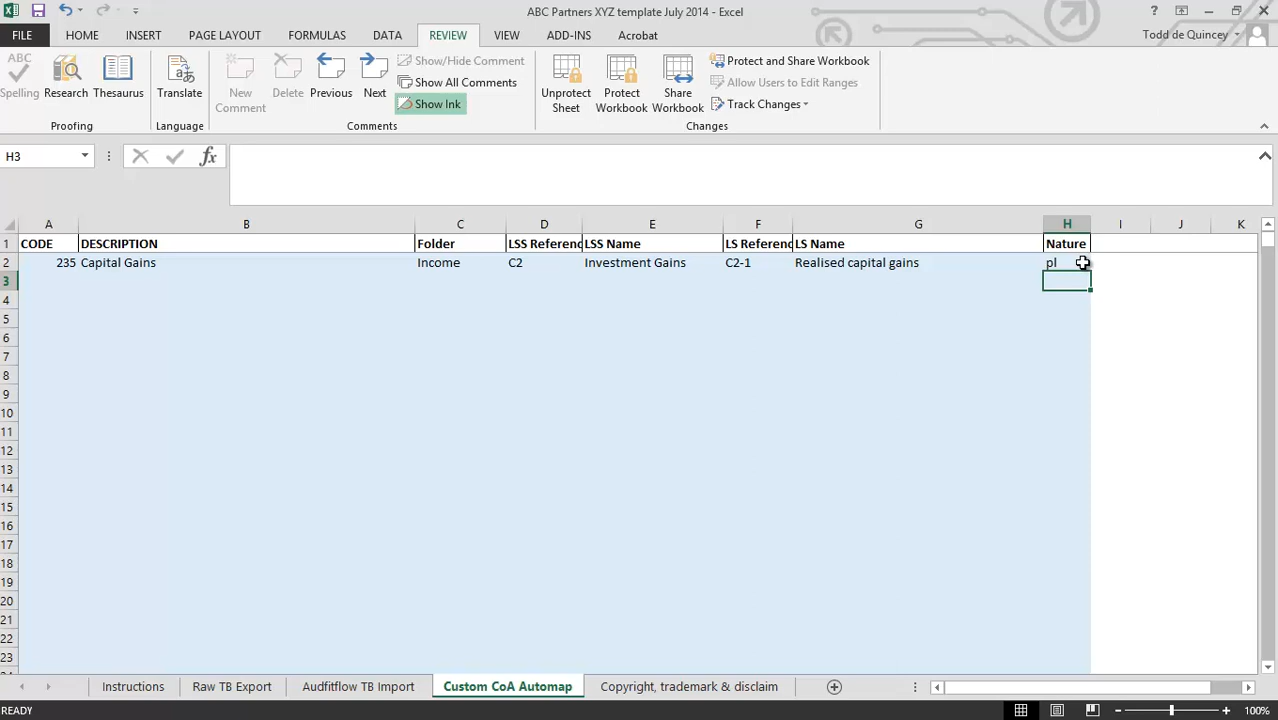 ABC Partners XYZ template July 2014 - Excel
FILE HOME INSERT PAGE LAYOUT FORMULAS DATA REVIEW VIEW ADD-INS Acrobat Todd de Quincey
ABC
Spelling
Research
Thesaurus
Proofing
Translate
Language
New Comment
Delete
Previous
Next
Show/Hide Comment
Show All Comments
Show Ink
Comments
Unprotect Sheet
Protect Workbook
Share Workbook
Protect and Share Workbook
Allow Users to Edit Ranges
Track Changes
Changes
H3 fx
A B C D E F G H I J K
1 CODE DESCRIPTION Folder LSS Referenc LSS Name LS Referenc LS Name Nature
2 235 Capital Gains Income C2 Investment Gains C2-1 Realised capital gains pl
3
4
5
6
7
8
9
10
11
12
13
14
15
16
17
18
19
20
21
22
23
Instructions Raw TB Export Audfitflow TB Import Custom CoA Automap Copyright, trademark & disclaim
READY 100%